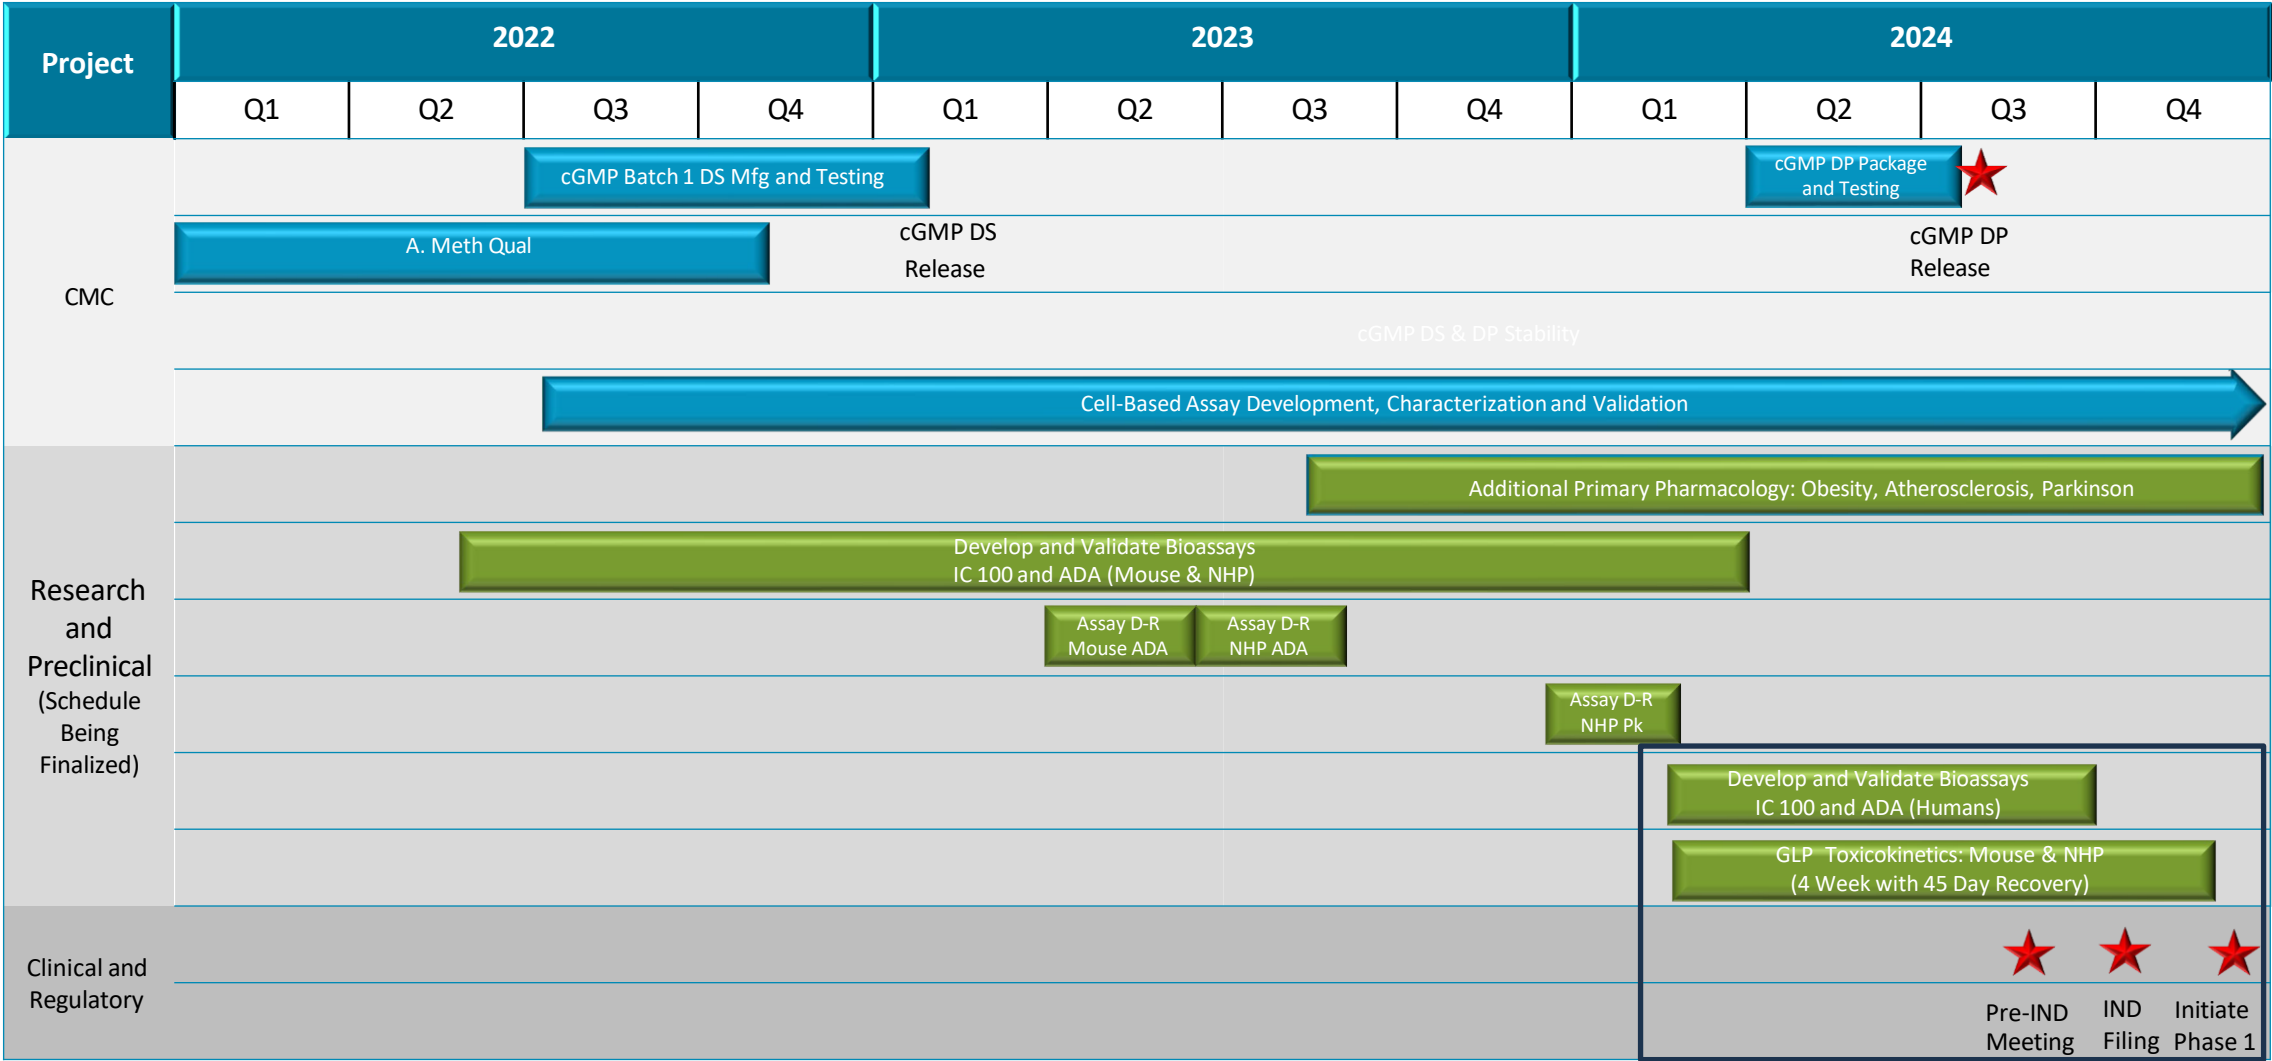 Project
2022
2023
2024
Q1
Q2
Q3
Q4
Q1
Q2
Q3
Q4
Q1
Q2
Q3
Q4
CMC
cGMP Batch 1 DS Mfg and Testing
cGMP DP Package
and Testing
A. Meth Qual
cGMP DS
Release
cGMP DP
Release
cGMP DS & DP Stability
Cell-Based Assay Development, Characterization and Validation
Research
and
Preclinical
(Schedule
Being
Finalized)
Additional Primary Pharmacology: Obesity, Atherosclerosis, Parkinson
Develop and Validate Bioassays
IC 100 and ADA (Mouse & NHP)
Assay D-R
Mouse ADA
Assay D-R
NHP ADA
Assay D-R
NHP Pk
Develop and Validate Bioassays
IC 100 and ADA (Humans)
GLP Toxicokinetics: Mouse & NHP
(4 Week with 45 Day Recovery)
Clinical and
Regulatory
Pre-IND
Meeting
IND
Filing
Initiate
Phase 1